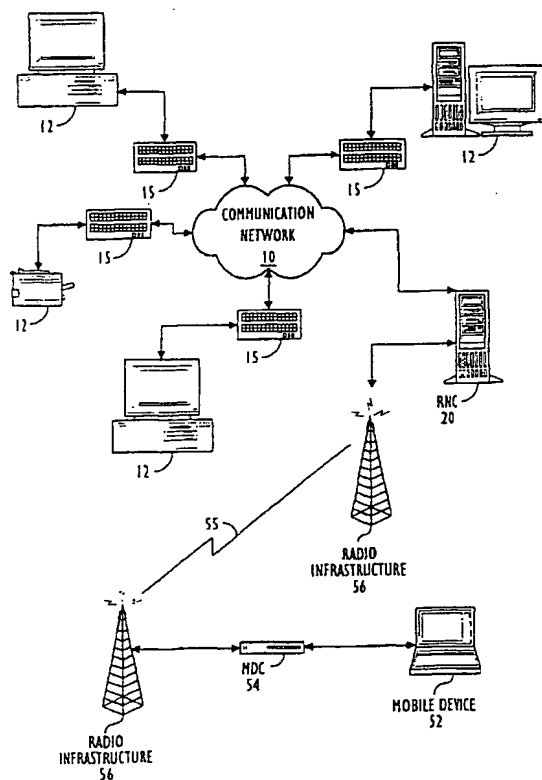 12
15
12
15
COMMUNICATION
NETWORK
10
15
12
15
12
RNC
20
55
RADIO
INFRASTRUCTURE
56
MDC
54
MOBILE DEVICE
52
RADIO
INFRASTRUCTURE
56